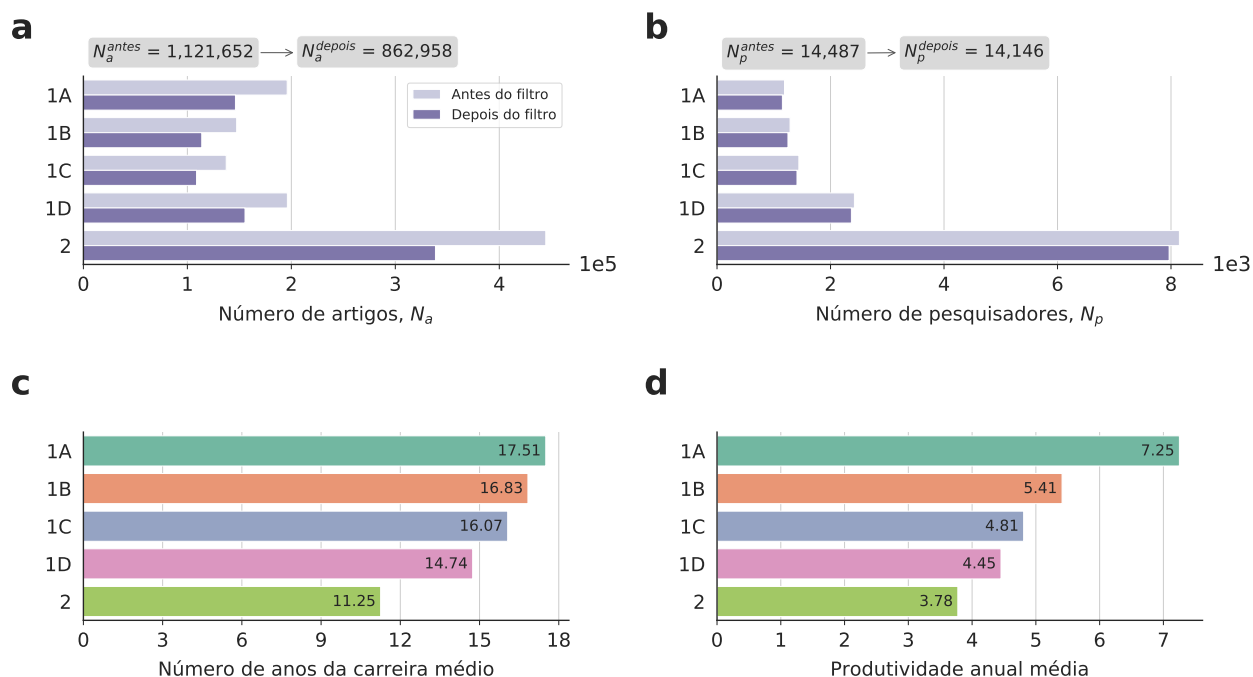 a
N_a^antes = 1,121,652 → N_a^depois = 862,958
Antes do filtro
Depois do filtro
1A
1B
1C
1D
2
0 1 2 3 4
1e5
Número de artigos, N_a
b
N_p^antes = 14,487 → N_p^depois = 14,146
1A
1B
1C
1D
2
0 2 4 6 8
1e3
Número de pesquisadores, N_p
c
1A 17.51
1B 16.83
1C 16.07
1D 14.74
2 11.25
0 3 6 9 12 15 18
Número de anos da carreira médio
d
1A 7.25
1B 5.41
1C 4.81
1D 4.45
2 3.78
0 1 2 3 4 5 6 7
Produtividade anual média